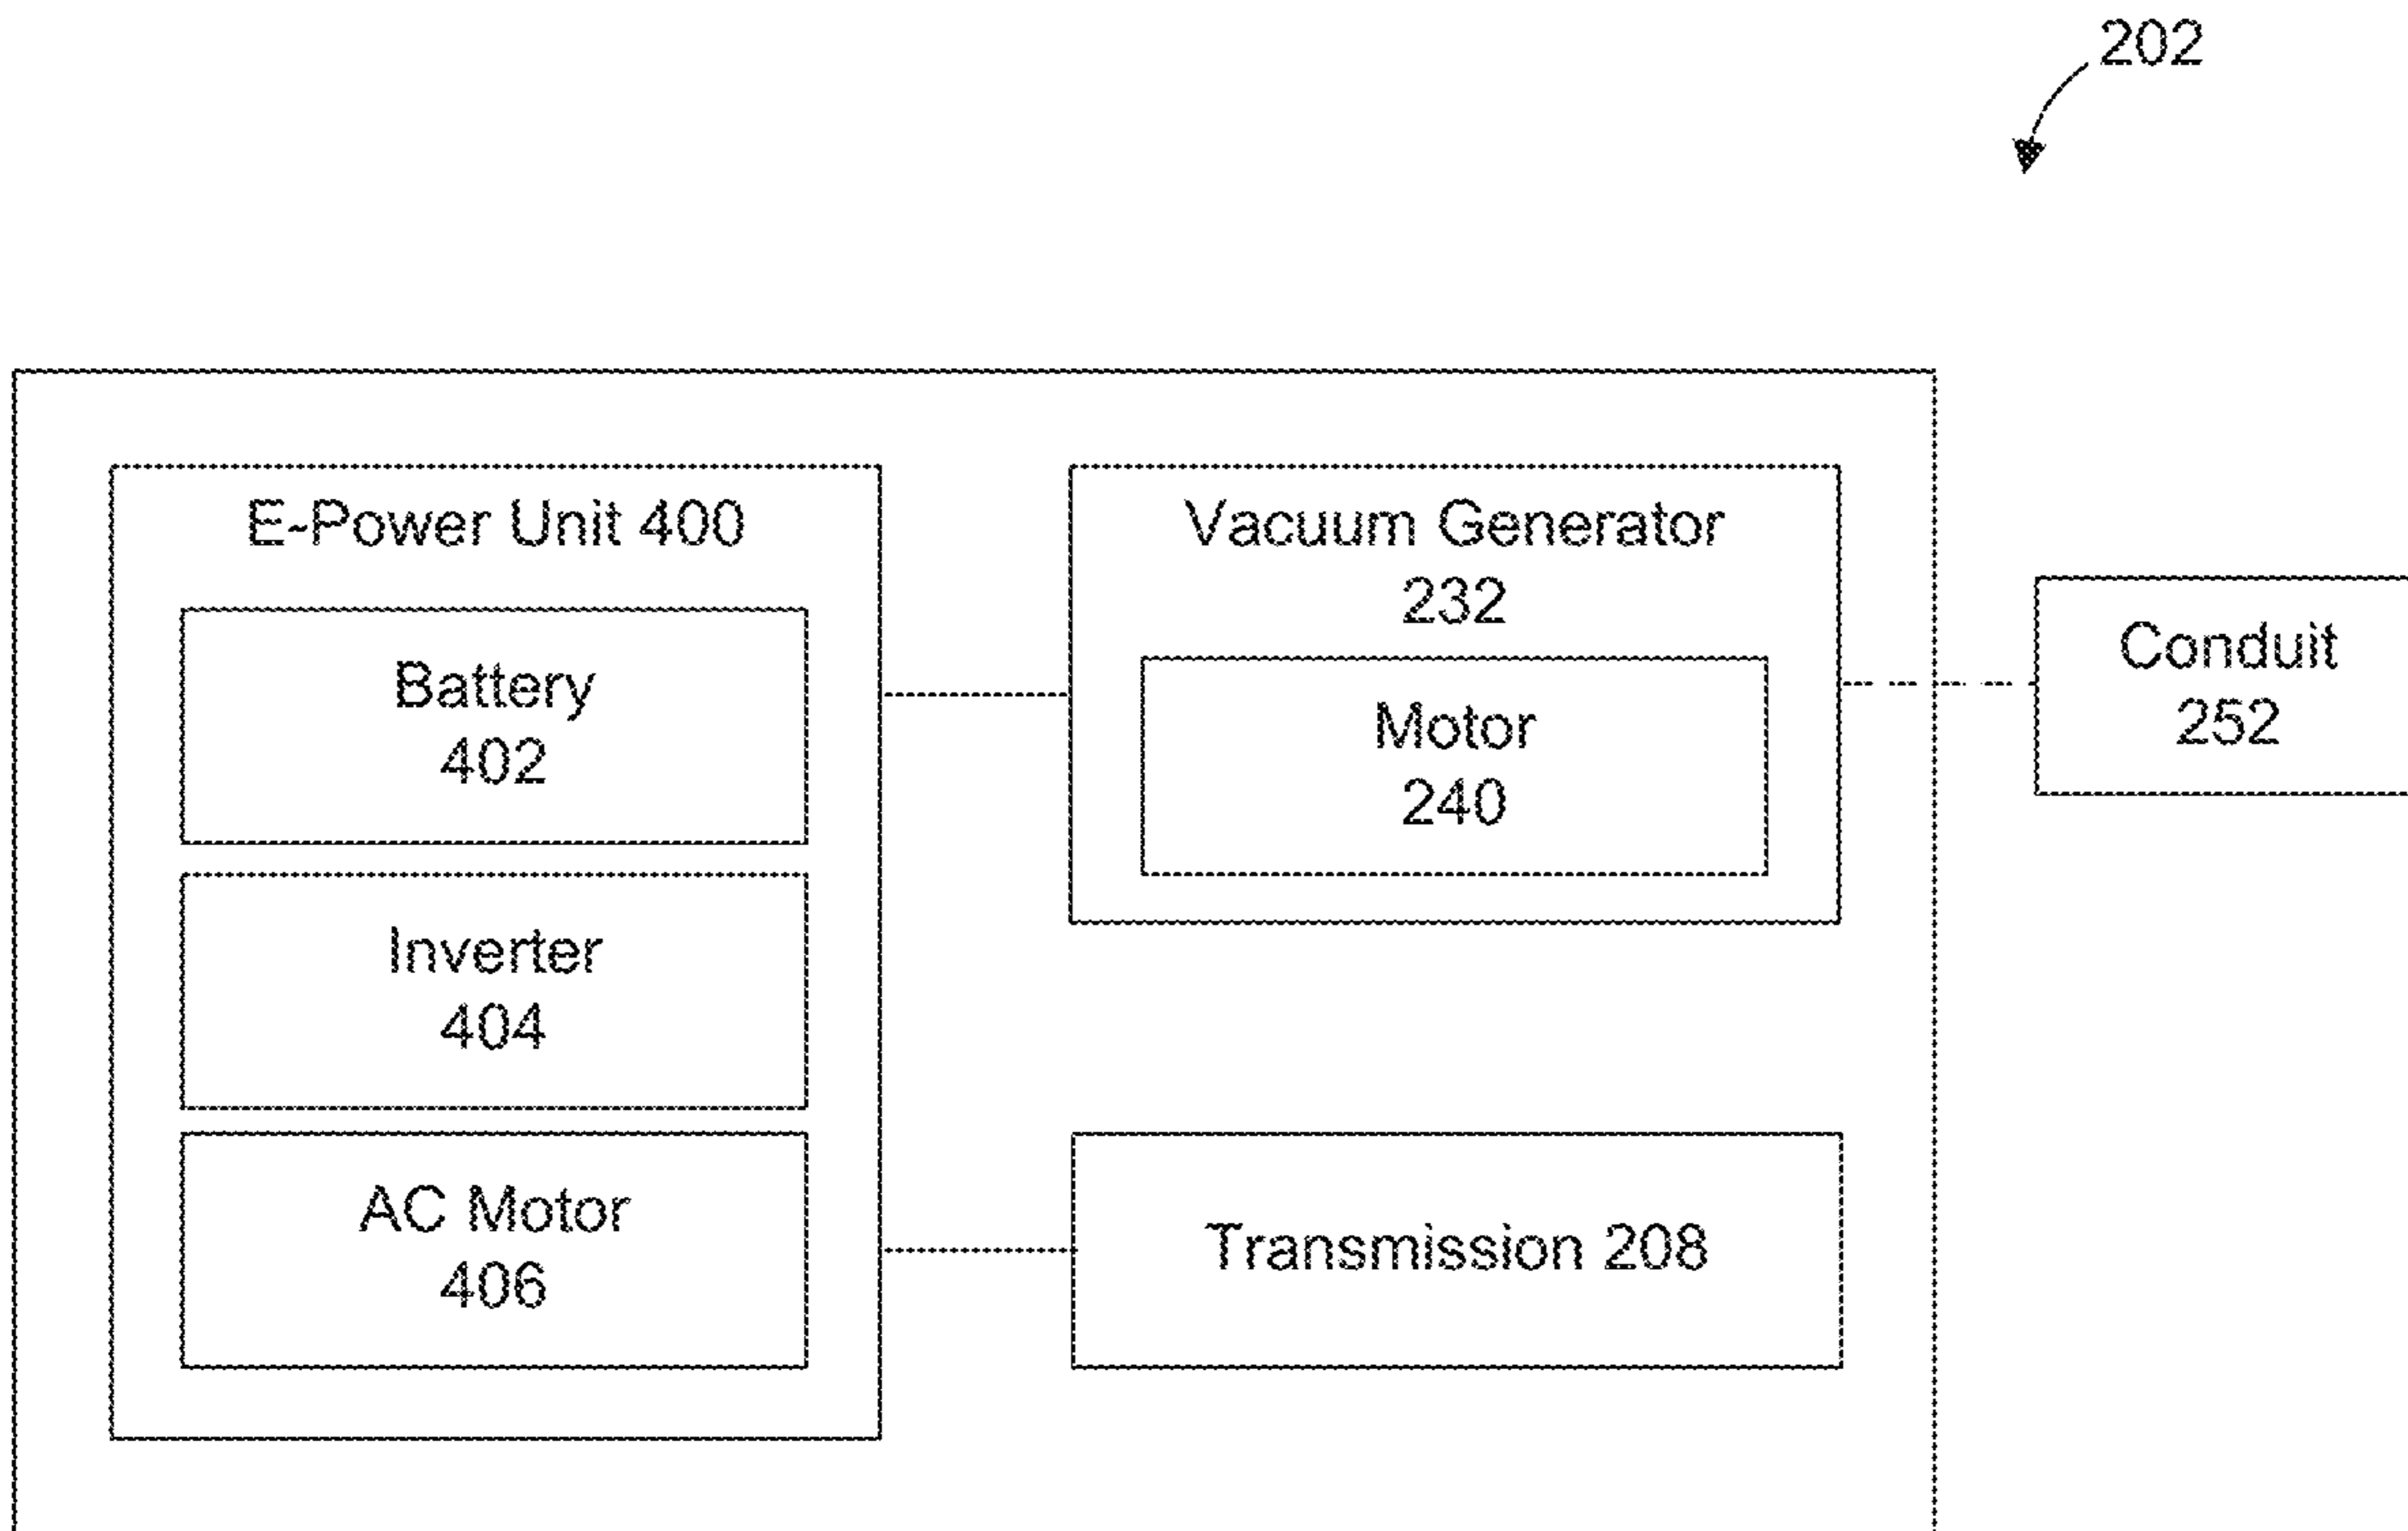 202
E-Power Unit 400
Battery
402
Inverter
404
AC Motor
406
Vacuum Generator
232
Motor
240
Transmission 208
Conduit
252